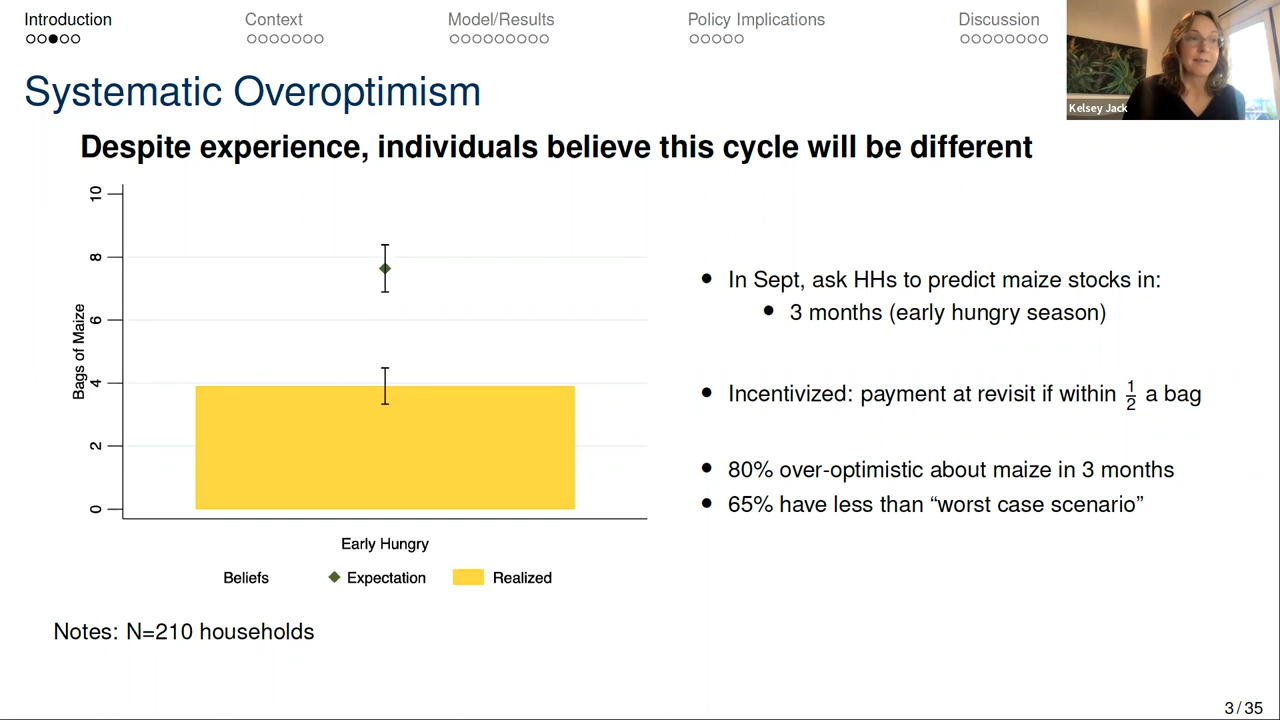 Introduction Context Model/Results Policy Implications Discussion
Kelsey Jack
Systematic Overoptimism
Despite experience, individuals believe this cycle will be different
Bags of Maize
10
8
6
4
2
0
Early Hungry
Beliefs Expectation Realized
Notes: N=210 households
• In Sept, ask HHs to predict maize stocks in:
• 3 months (early hungry season)
• Incentivized: payment at revisit if within 1/2 a bag
• 80% over-optimistic about maize in 3 months
• 65% have less than “worst case scenario”
3 / 35